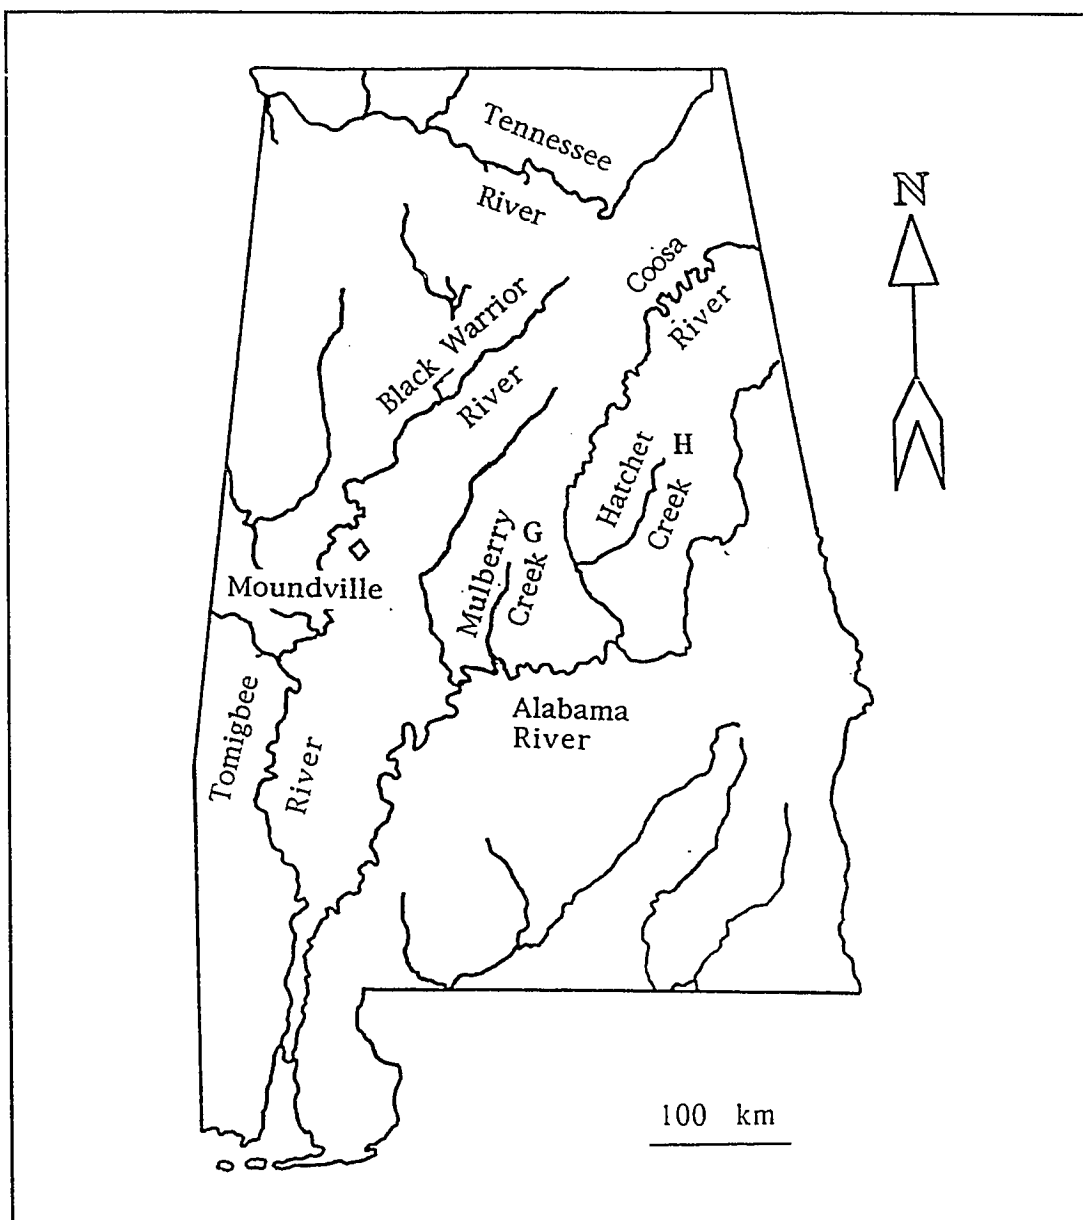 Tennessee
River
N
Coosa
River
Black Warrior
River
Hatchet
Creek
H
Mulberry
Creek
G
Moundville
Tomigbee
River
Alabama
River
100 km